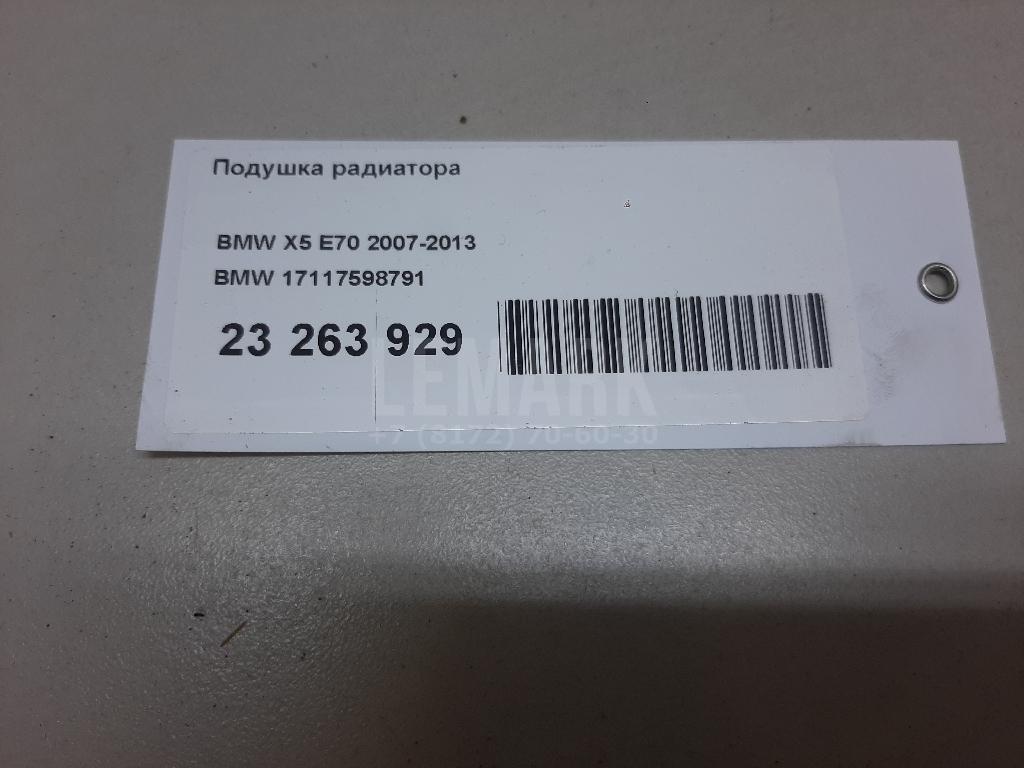 Подушка радиатора
BMW X5 E70 2007-2013
BMW 17117598791
23 263 929
LEMARK
+7 (8172) 70-60-30